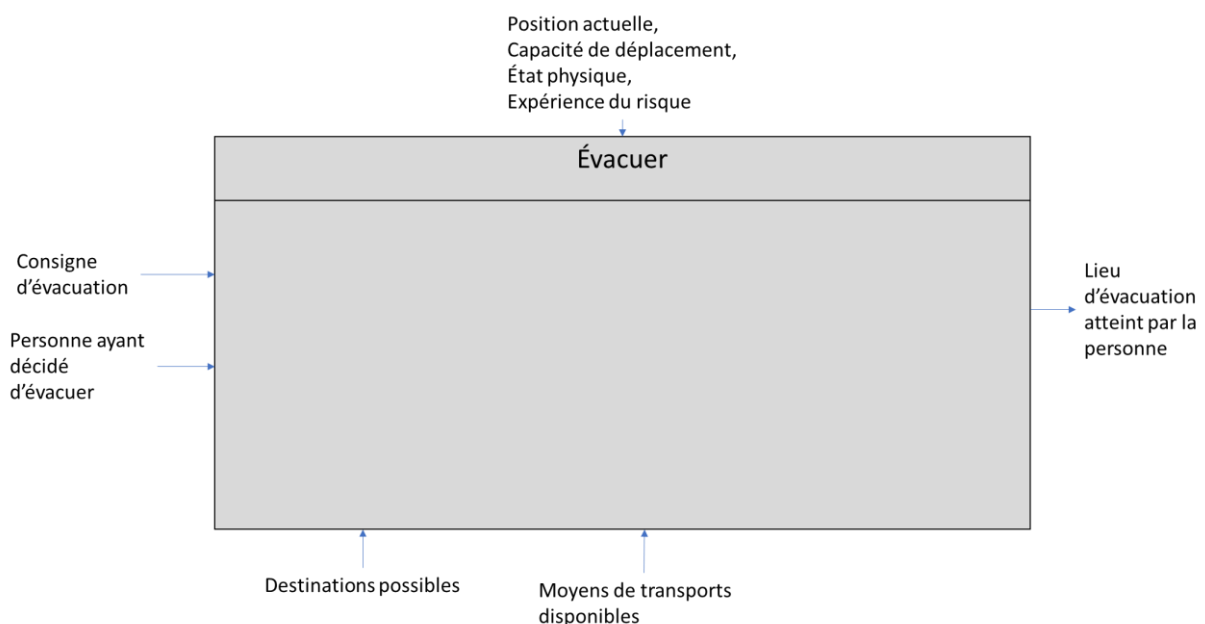 Position actuelle,
Capacité de déplacement,
État physique,
Expérience du risque
Évacuer
Consigne
d’évacuation
Personne ayant
décidé
d’évacuer
Lieu
d’évacuation
atteint par la
personne
Destinations possibles
Moyens de transports
disponibles